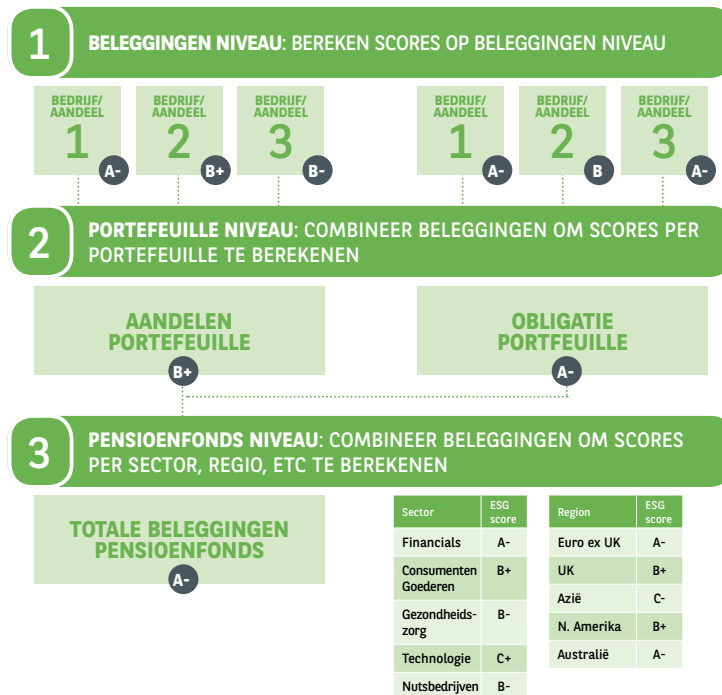 1
BELEGGINGEN NIVEAU: BEREKEN SCORES OP BELEGGINGEN NIVEAU
BEDRIJF/
AANDEEL
1
A-
BEDRIJF/
AANDEEL
2
B+
BEDRIJF/
AANDEEL
3
B-
BEDRIJF/
AANDEEL
1
A-
BEDRIJF/
AANDEEL
2
B
BEDRIJF/
AANDEEL
3
A-
2
PORTEFEUILLE NIVEAU: COMBINEER BELEGGINGEN OM SCORES PER
PORTEFEUILLE TE BEREKENEN
AANDELEN
PORTEFEUILLE
B+
OBLIGATIE
PORTFEUILLE
A-
3
PENSIOENFONDS NIVEAU: COMBINEER BELEGGINGEN OM SCORES
PER SECTOR, REGIO, ETC TE BEREKENEN
TOTALE BELEGGINGEN
PENSIOENFONDS
A-
Sector ESG
score
Financials A-
Consumenten B+
Goederen
Gezondheids- B-
zorg
Technologie C+
Nutsbedrijven B-
Region ESG
score
Euro ex UK A-
UK B+
Azië C-
N. Amerika B+
Australië A-